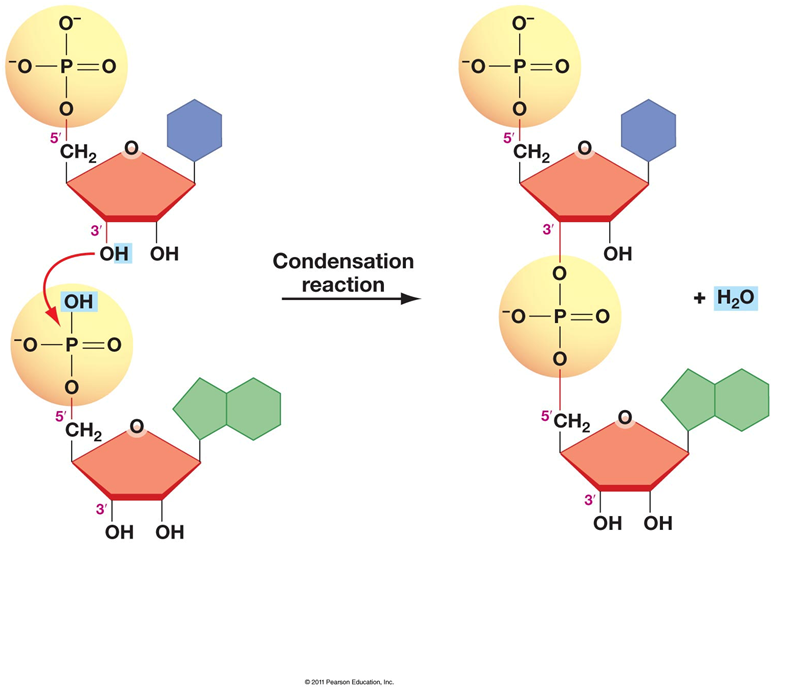 O⁻
⁻O—P=O
O
5′
CH₂
O
3′
OH
OH
OH
⁻O—P=O
O
5′
CH₂
O
3′
OH
OH
Condensation
reaction
O⁻
⁻O—P=O
O
5′
CH₂
O
3′
OH
O
⁻O—P=O
O
5′
CH₂
O
3′
OH
OH
+ H₂O
© 2011 Pearson Education, Inc.